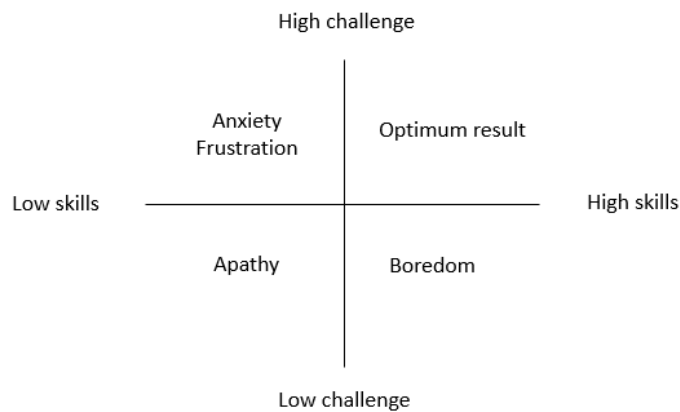 High challenge
Anxiety
Frustration
Optimum result
Low skills
High skills
Apathy
Boredom
Low challenge